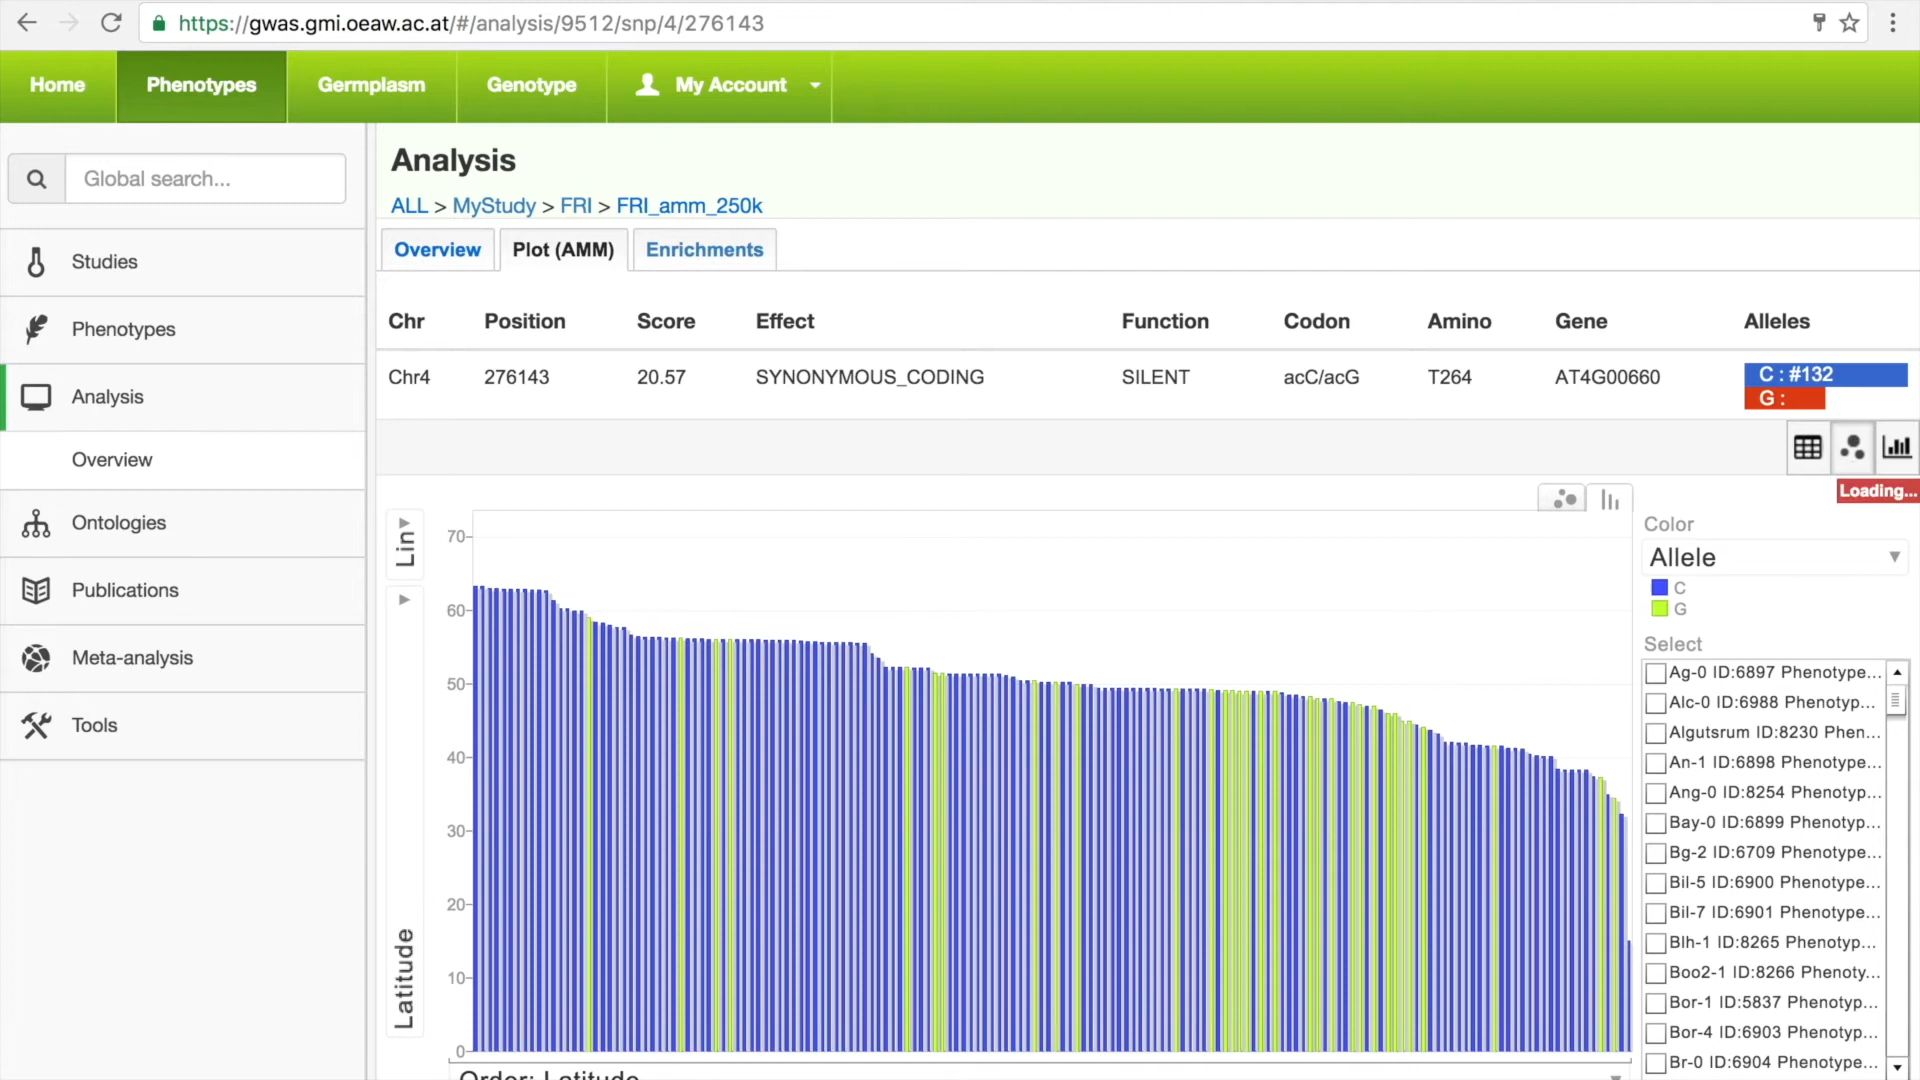 https://gwas.gmi.oeaw.ac.at/#/analysis/9512/snp/4/276143
Home
Phenotypes
Germplasm
Genotype
My Account
Global search...
Studies
Phenotypes
Analysis
Overview
Ontologies
Publications
Meta-analysis
Tools
Analysis
ALL > MyStudy > FRI > FRI_amm_250k
Overview
Plot (AMM)
Enrichments
Chr Position Score Effect Function Codon Amino Gene Alleles
Chr4 276143 20.57 SYNONYMOUS_CODING SILENT acC/acG T264 AT4G00660 C : #132
G :
Loading...
Lin
Latitude
70
60
50
40
30
20
10
0
Order: Latitude
Color
Allele
C
G
Select
Ag-0 ID:6897 Phenotype...
Alc-0 ID:6988 Phenotyp...
Algutsrum ID:8230 Phen...
An-1 ID:6898 Phenotype...
Ang-0 ID:8254 Phenotyp...
Bay-0 ID:6899 Phenotyp...
Bg-2 ID:6709 Phenotype...
Bil-5 ID:6900 Phenotype...
Bil-7 ID:6901 Phenotype...
Blh-1 ID:8265 Phenotyp...
Boo2-1 ID:8266 Phenoty...
Bor-1 ID:5837 Phenotyp...
Bor-4 ID:6903 Phenotyp...
Br-0 ID:6904 Phenotype...